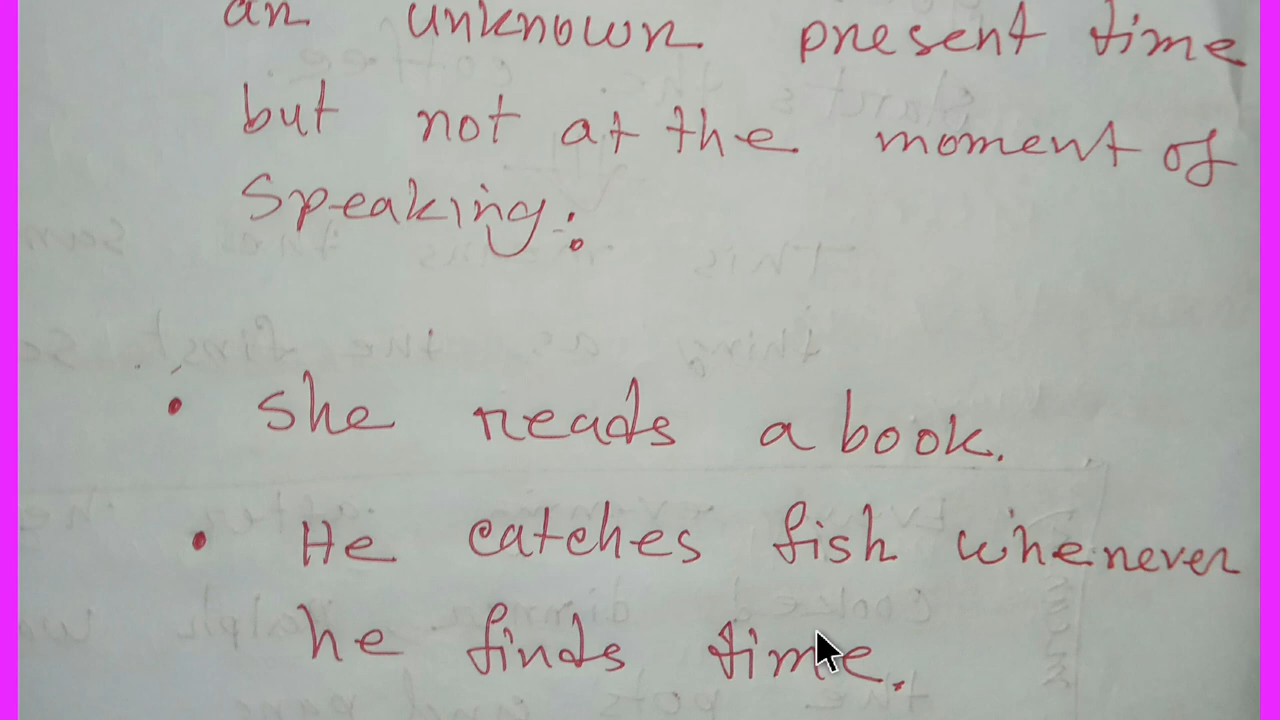 an unknown present time
but not at the moment of
Speaking:
• She reads a book.
• He catches fish whenever
he finds time.